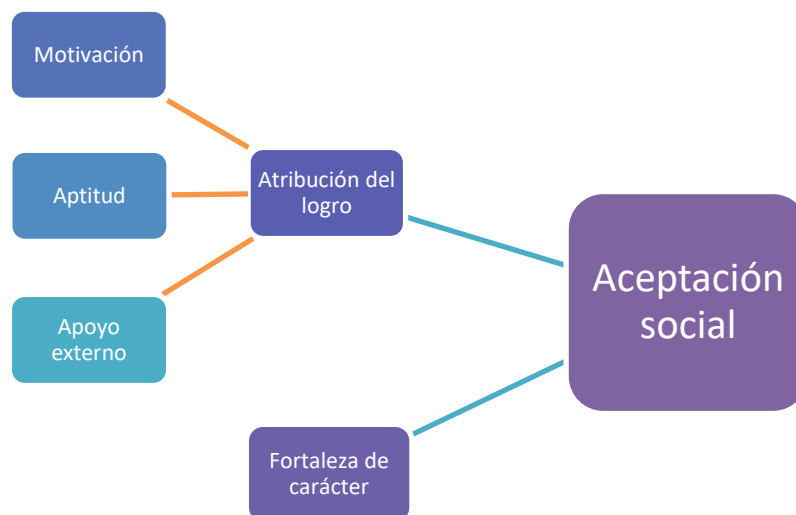 Motivación
Aptitud
Apoyo
externo
Atribución del
logro
Fortaleza de
carácter
Aceptación
social